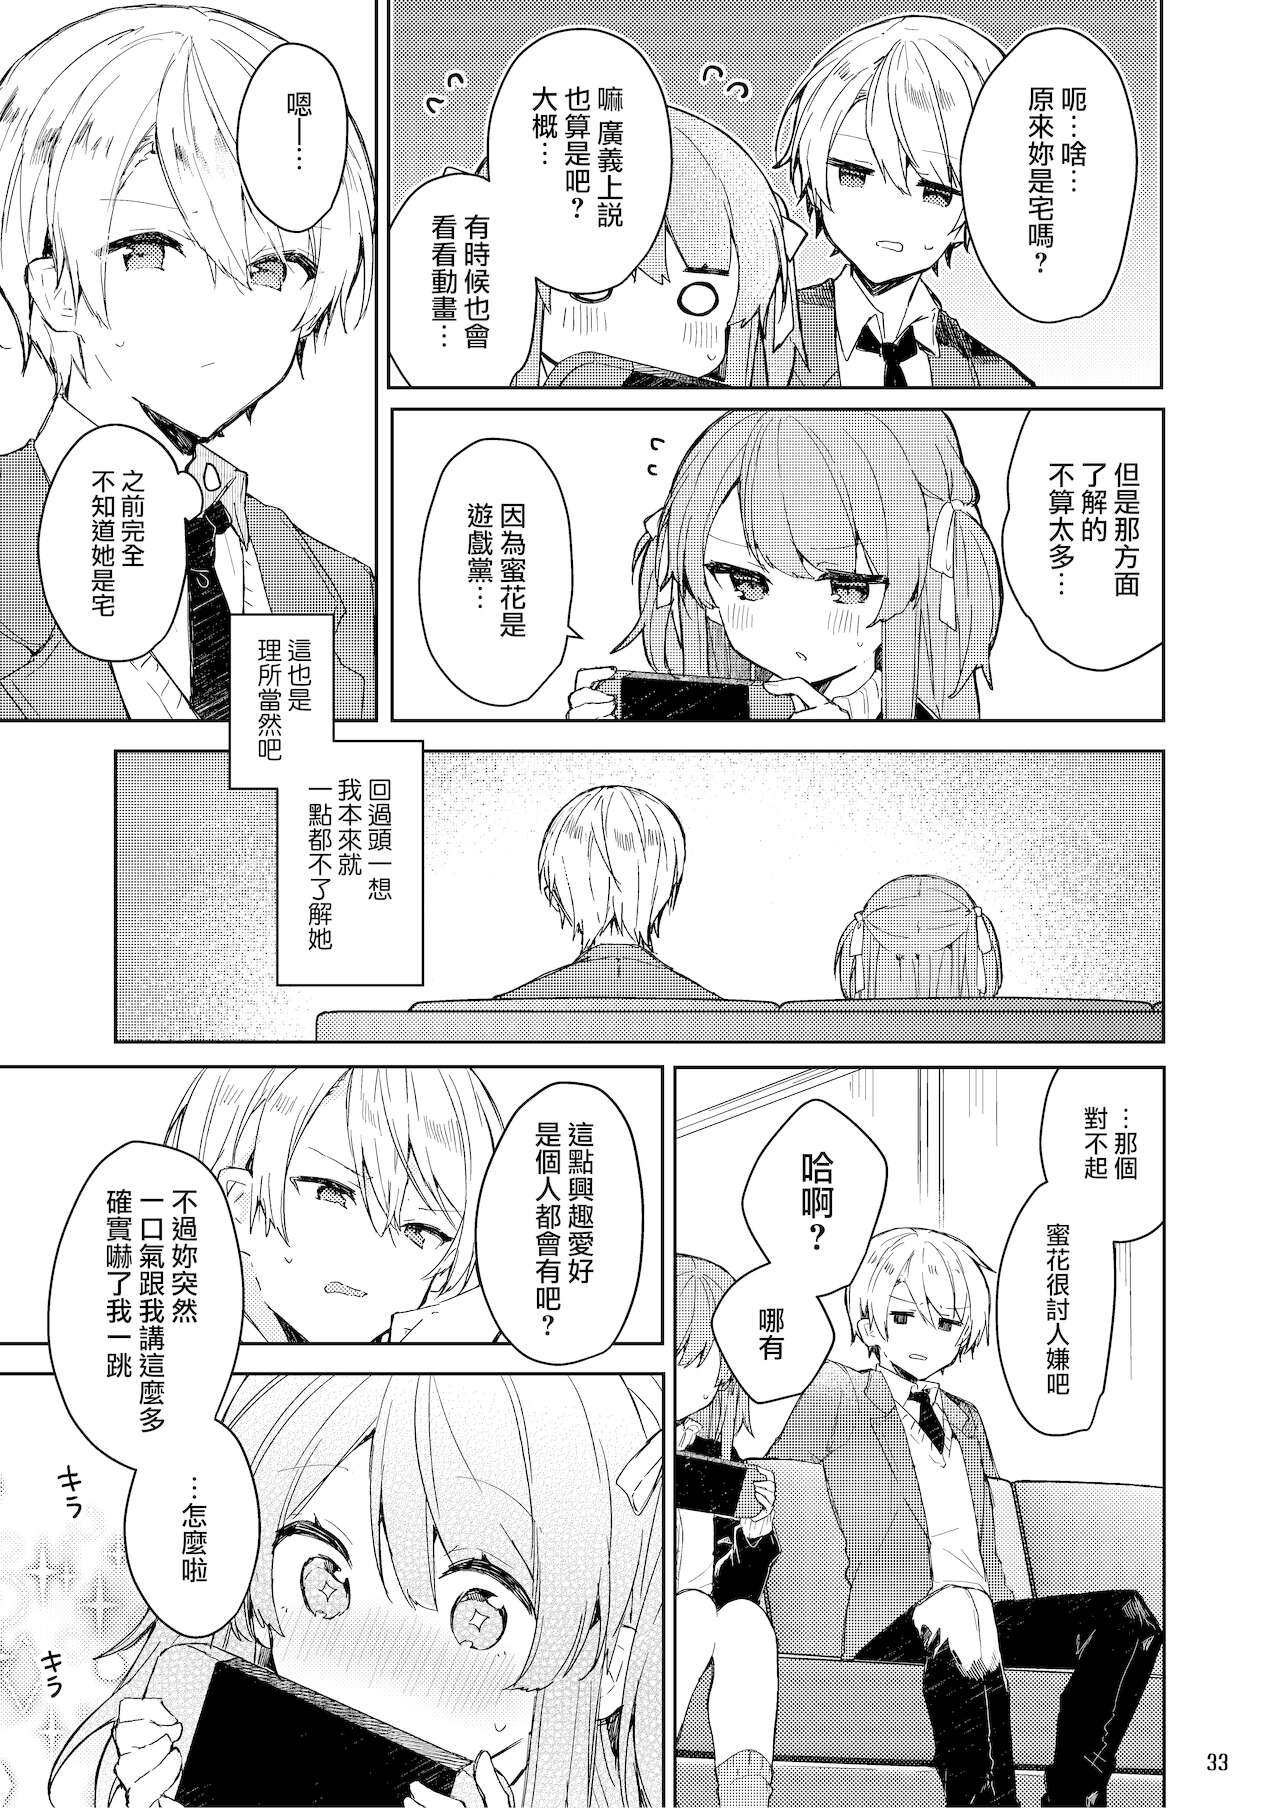 呃…啥…
原來妳是宅嗎？
嘛 廣義上說
也算是吧？
大概…
有時候也會
看看動畫…
嗯—…
之前完全
不知道她是宅
但是那方面
了解的
不算太多…
因為蜜花是
遊戲黨…
這也是
理所當然吧
回過頭一想
我本來就
一點都不了解她
…那個
對不起
蜜花很討人嫌吧
哈啊？
哪有
這點興趣愛好
是個人都會有吧？
不過妳突然
一口氣跟我講這麼多
確實嚇了我一跳
…怎麼啦
キラ
キラ
33